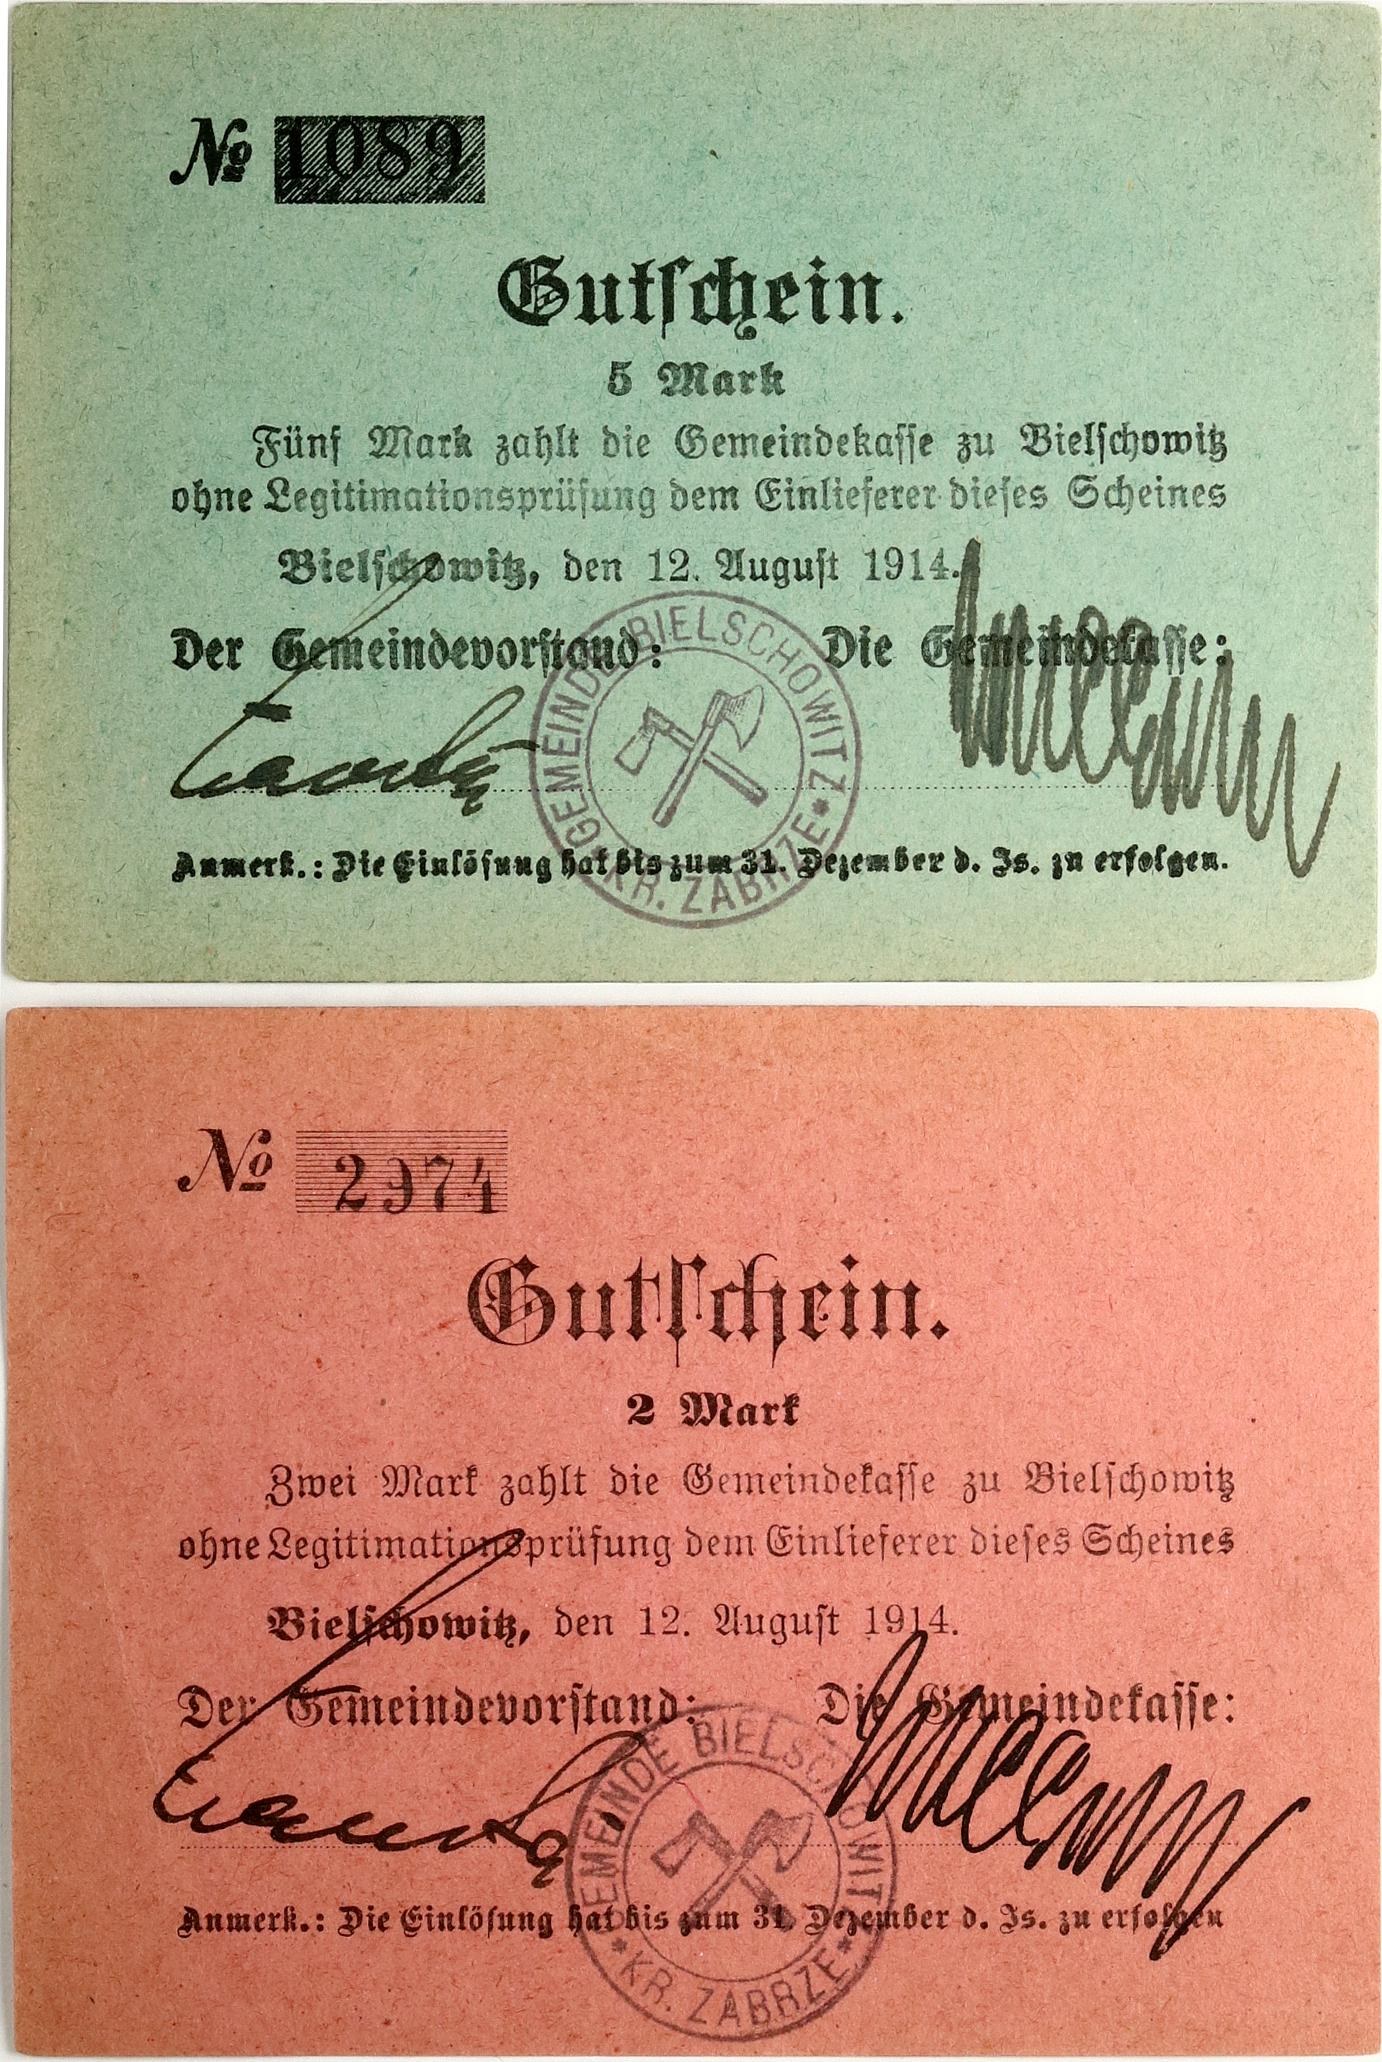 № 1089
Gutschein.
5 Mark
Fünf Mark zahlt die Gemeindekasse zu Bielschowitz
ohne Legitimationsprüfung dem Einlieferer dieses Scheines
Bielschowitz, den 12. August 1914.
Der Gemeindevorstand: Die Gemeindekasse:
GEMEINDE BIELSCHOWITZ
* KR. ZABRZE *
Anmerk.: Die Einlösung hat bis zum 31. Dezember d. Js. zu erfolgen.
№ 2974
Gutschein.
2 Mark
Zwei Mark zahlt die Gemeindekasse zu Bielschowitz
ohne Legitimationsprüfung dem Einlieferer dieses Scheines
Bielschowitz, den 12. August 1914.
Der Gemeindevorstand: Die Gemeindekasse:
GEMEINDE BIELSCHOWITZ
* KR. ZABRZE *
Anmerk.: Die Einlösung hat bis zum 31. Dezember d. Js. zu erfolgen